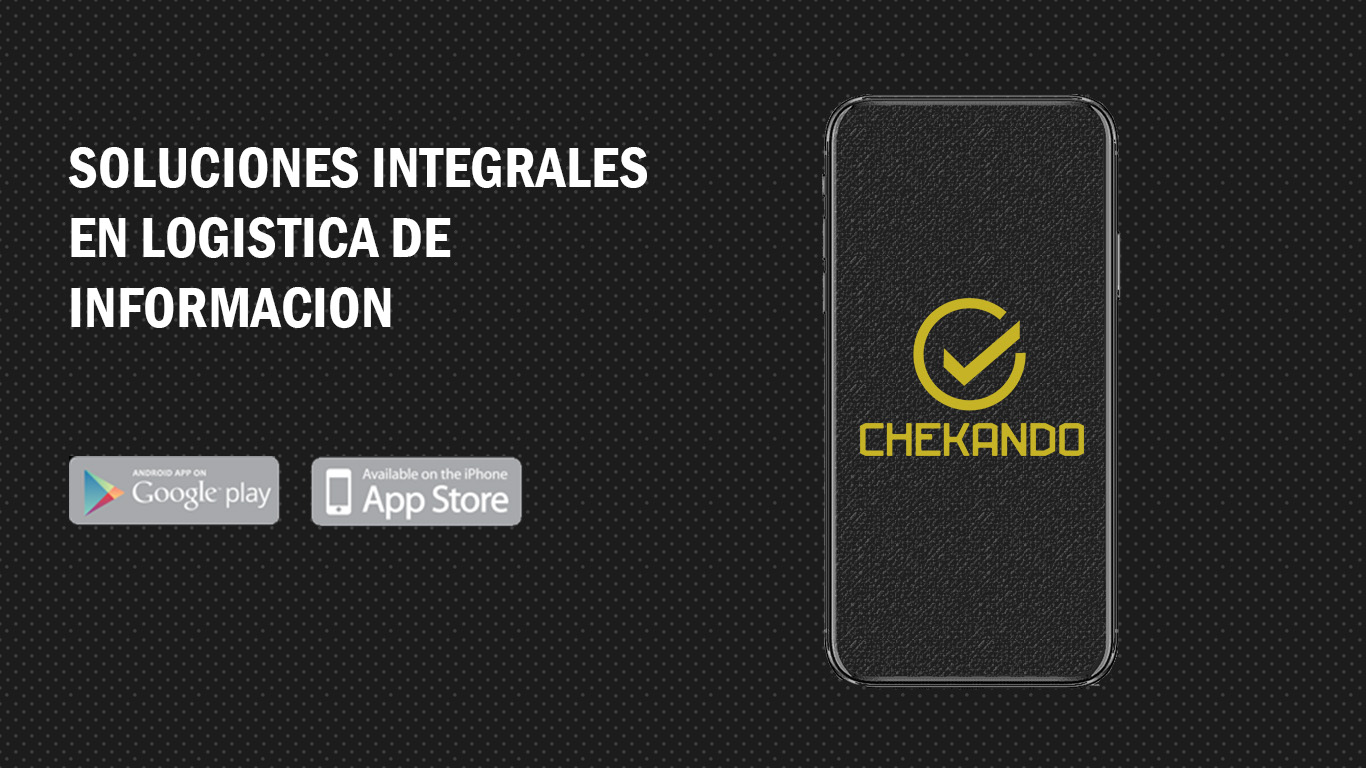 SOLUCIONES INTEGRALES
EN LOGISTICA DE
INFORMACION
ANDROID APP ON
Google play
Available on the iPhone
App Store
CHEKANDO